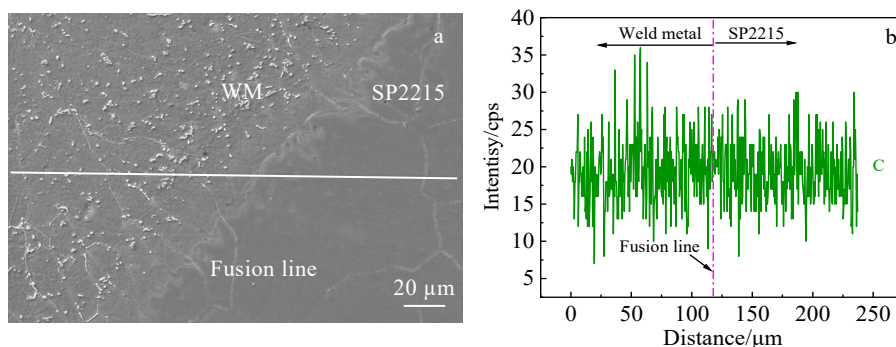 a
WM
SP2215
Fusion line
20 µm
b
Weld metal
SP2215
C
Fusion line
Intentisy/cps
40
35
30
25
20
15
10
5
0
50
100
150
200
250
Distance/µm